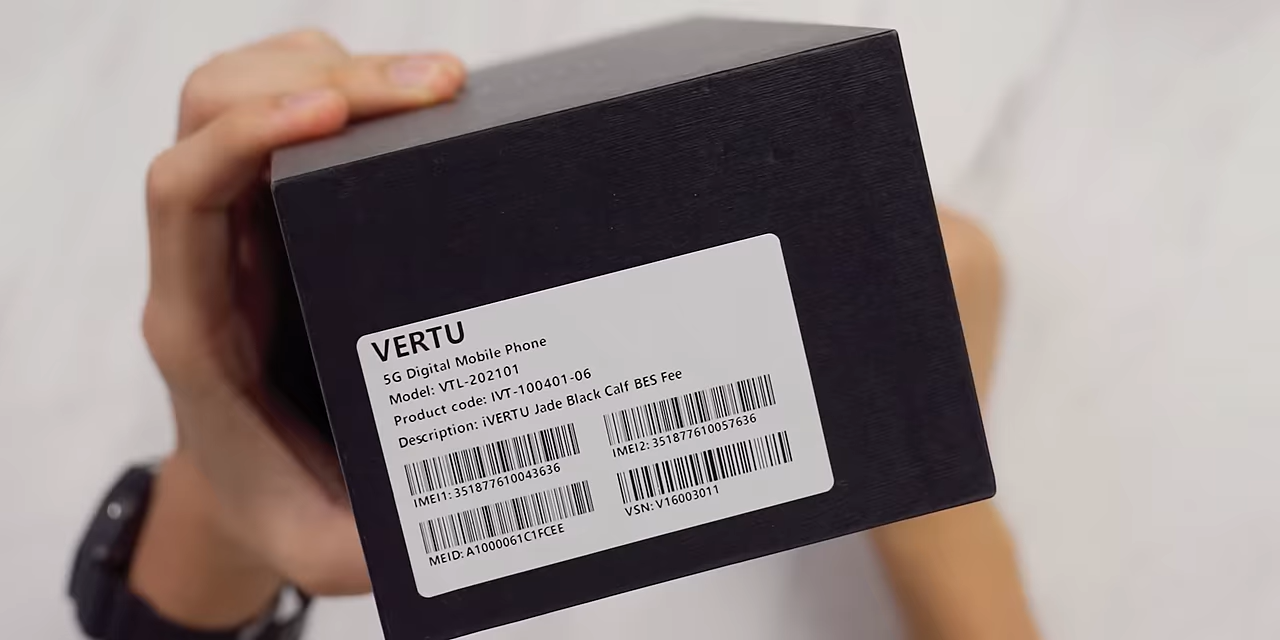 VERTU
5G Digital Mobile Phone
Model: VTL-202101
Product code: IVT-100401-06
Description: iVERTU Jade Black Calf BES Fee
IMEI1: 351877610043636
IMEI2: 351877610057636
MEID: A1000061C1FCEE
VSN: V16003011